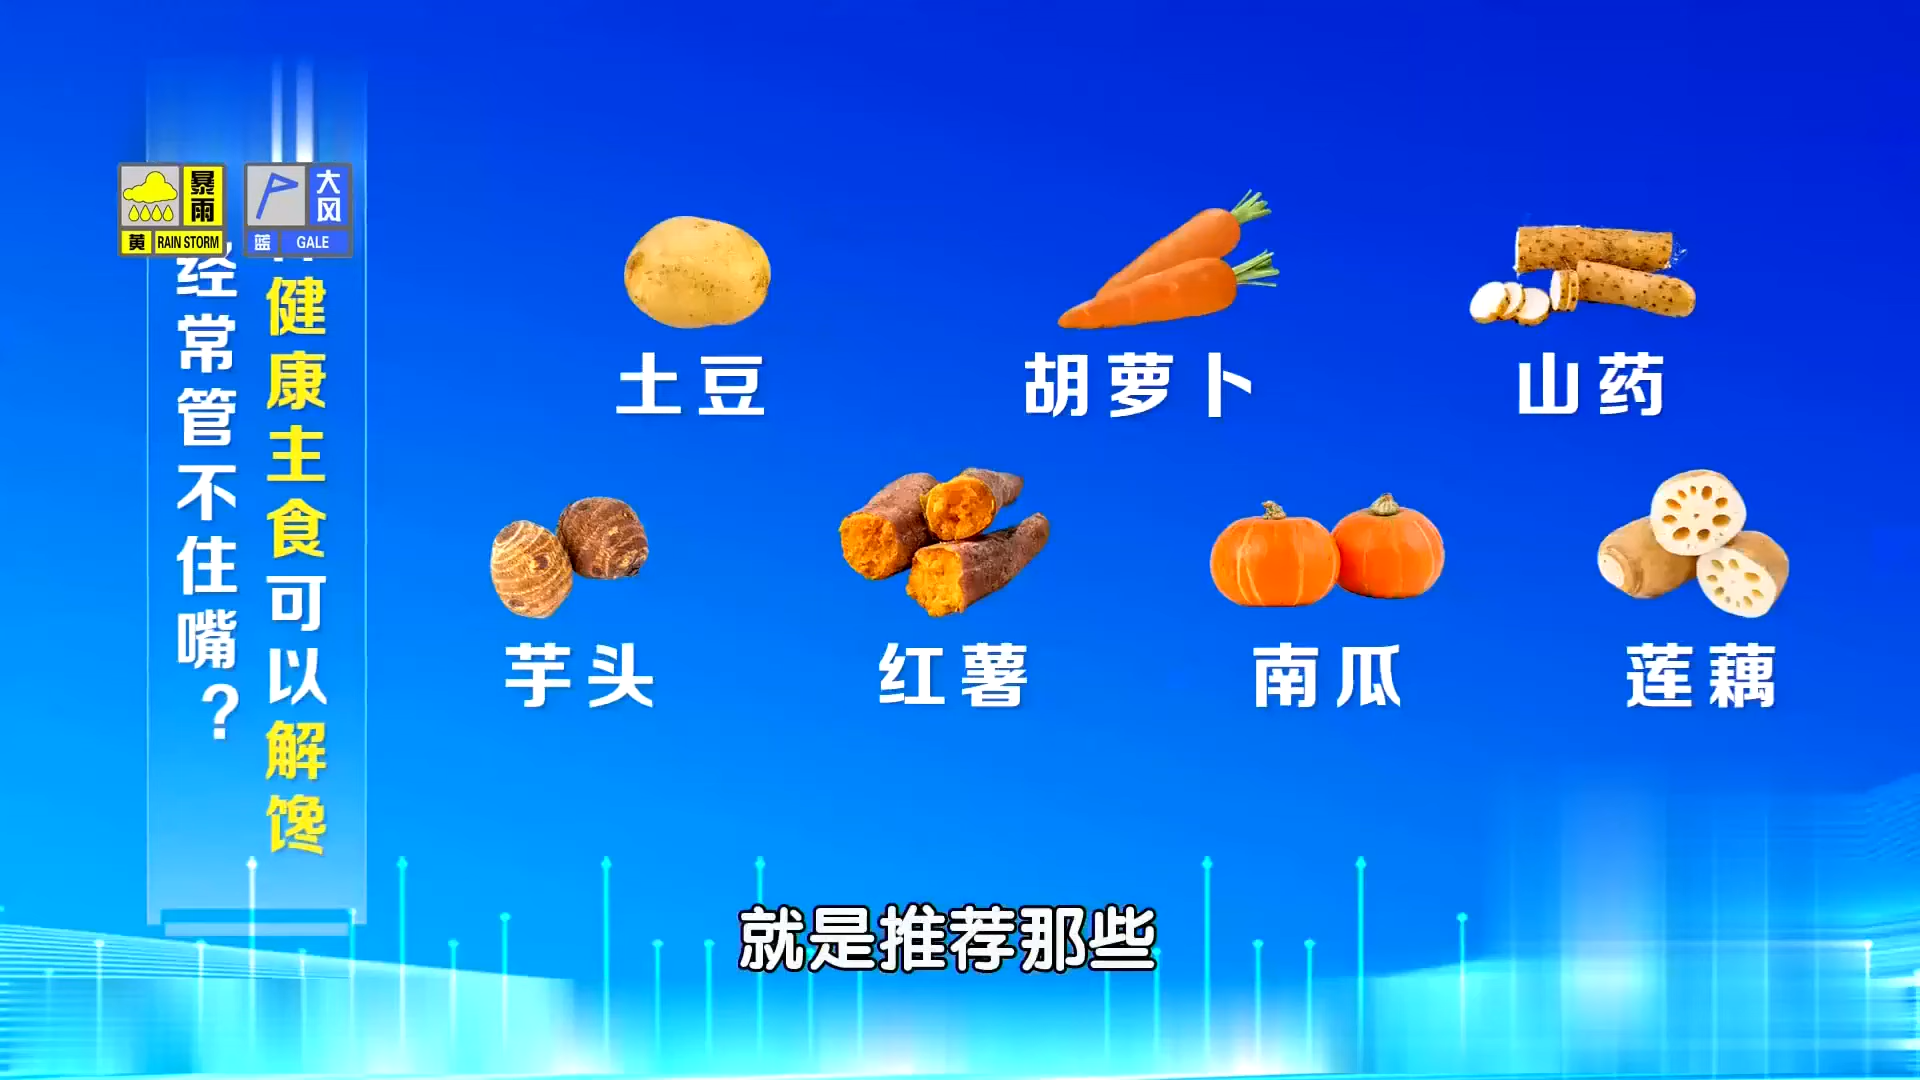 暴雨
黄 RAIN STORM
大风
蓝 GALE
经常管不住嘴？
健康主食可以解馋
土豆
胡萝卜
山药
芋头
红薯
南瓜
莲藕
就是推荐那些